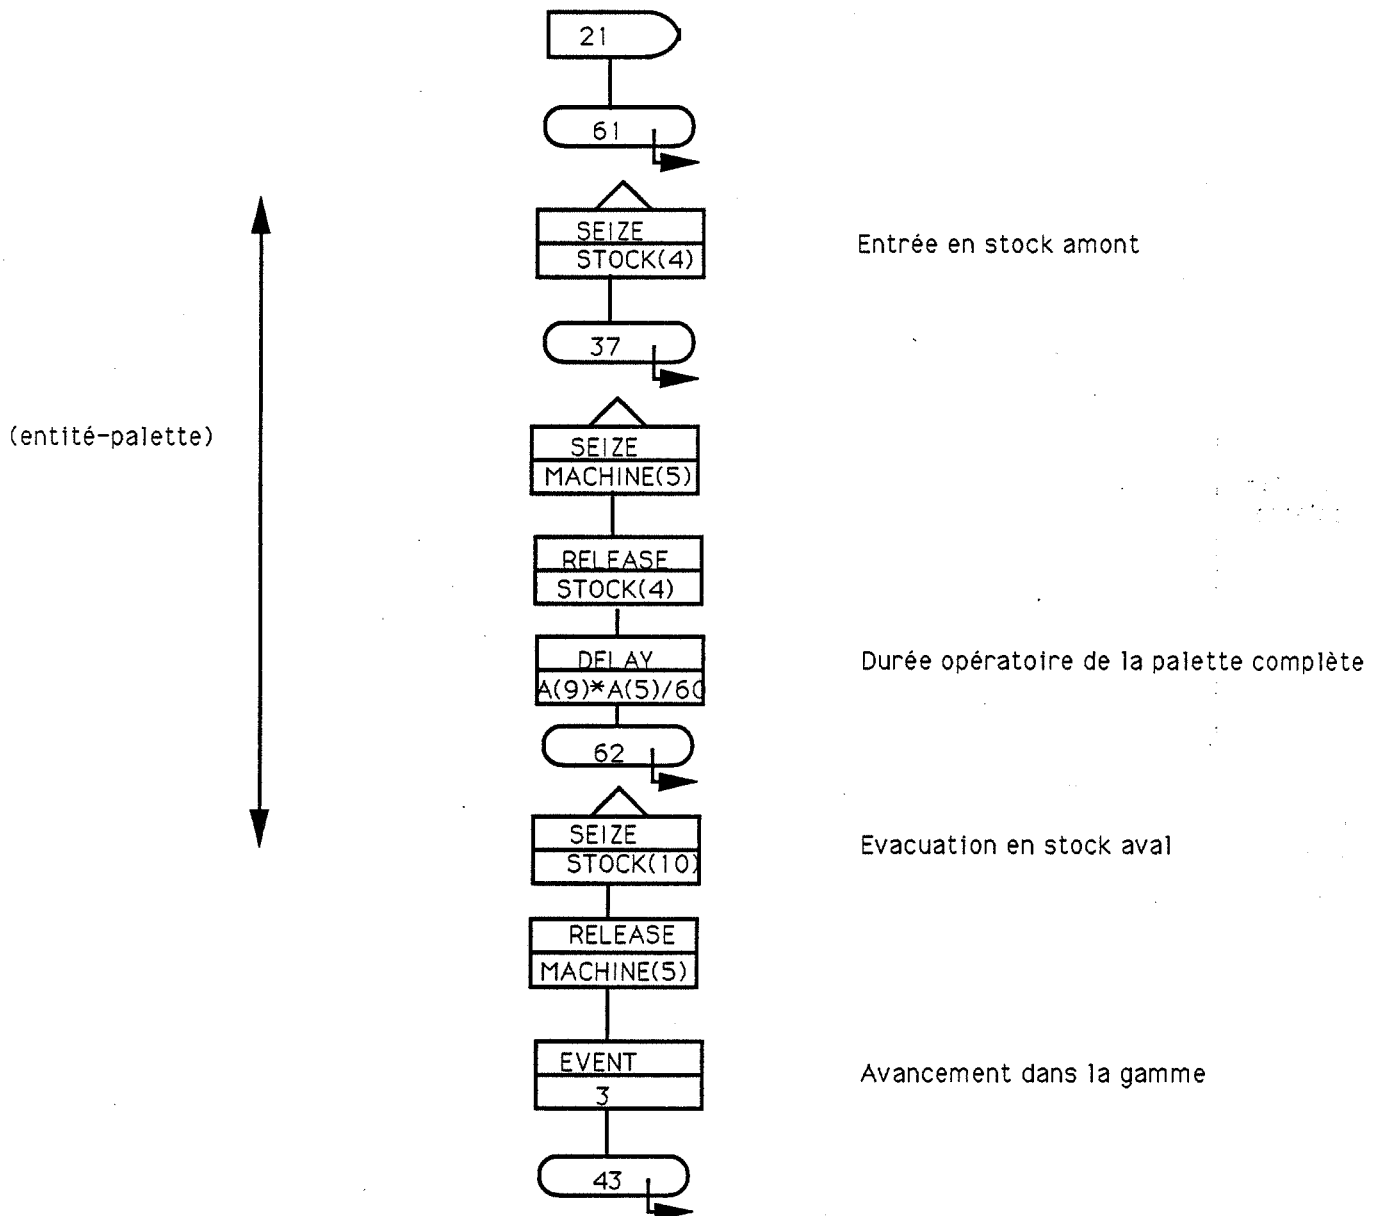 21
61
SEIZE
STOCK(4)
Entrée en stock amont
37
(entité-palette)
SEIZE
MACHINE(5)
RELEASE
STOCK(4)
DELAY
A(9)*A(5)/60
Durée opératoire de la palette complète
62
SEIZE
STOCK(10)
Evacuation en stock aval
RELEASE
MACHINE(5)
EVENT
3
Avancement dans la gamme
43